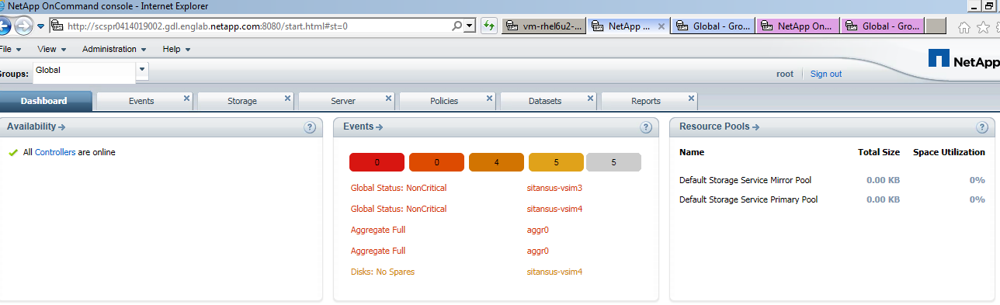 NetApp OnCommand console - Internet Explorer
http://scspr0414019002.gdl.englab.netapp.com:8080/start.html#st=0
vm-rhel6u2-...
NetApp ...
Global - Gro...
NetApp On...
Global - Gro...
File View Administration Help
Groups: Global
root Sign out
NetApp
Dashboard Events Storage Server Policies Datasets Reports
Availability
?
All Controllers are online
Events
?
0 0 4 5 5
Global Status: NonCritical sitansus-vsim3
Global Status: NonCritical sitansus-vsim4
Aggregate Full aggr0
Aggregate Full aggr0
Disks: No Spares sitansus-vsim4
Resource Pools
?
Name Total Size Space Utilization
Default Storage Service Mirror Pool 0.00 KB 0%
Default Storage Service Primary Pool 0.00 KB 0%